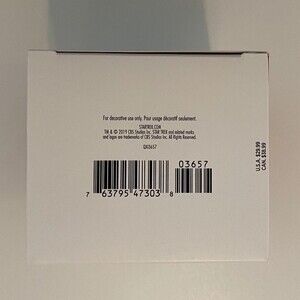 For decorative use only. Pour usage décoratif seulement.
STARTREK.COM
TM & © 2019 CBS Studios Inc. STAR TREK and related marks
and logos are trademarks of CBS Studios Inc. All Rights Reserved.
QXI3657
03657
7 63795 47303 8
U.S.A. $29.99
CAN. $38.99